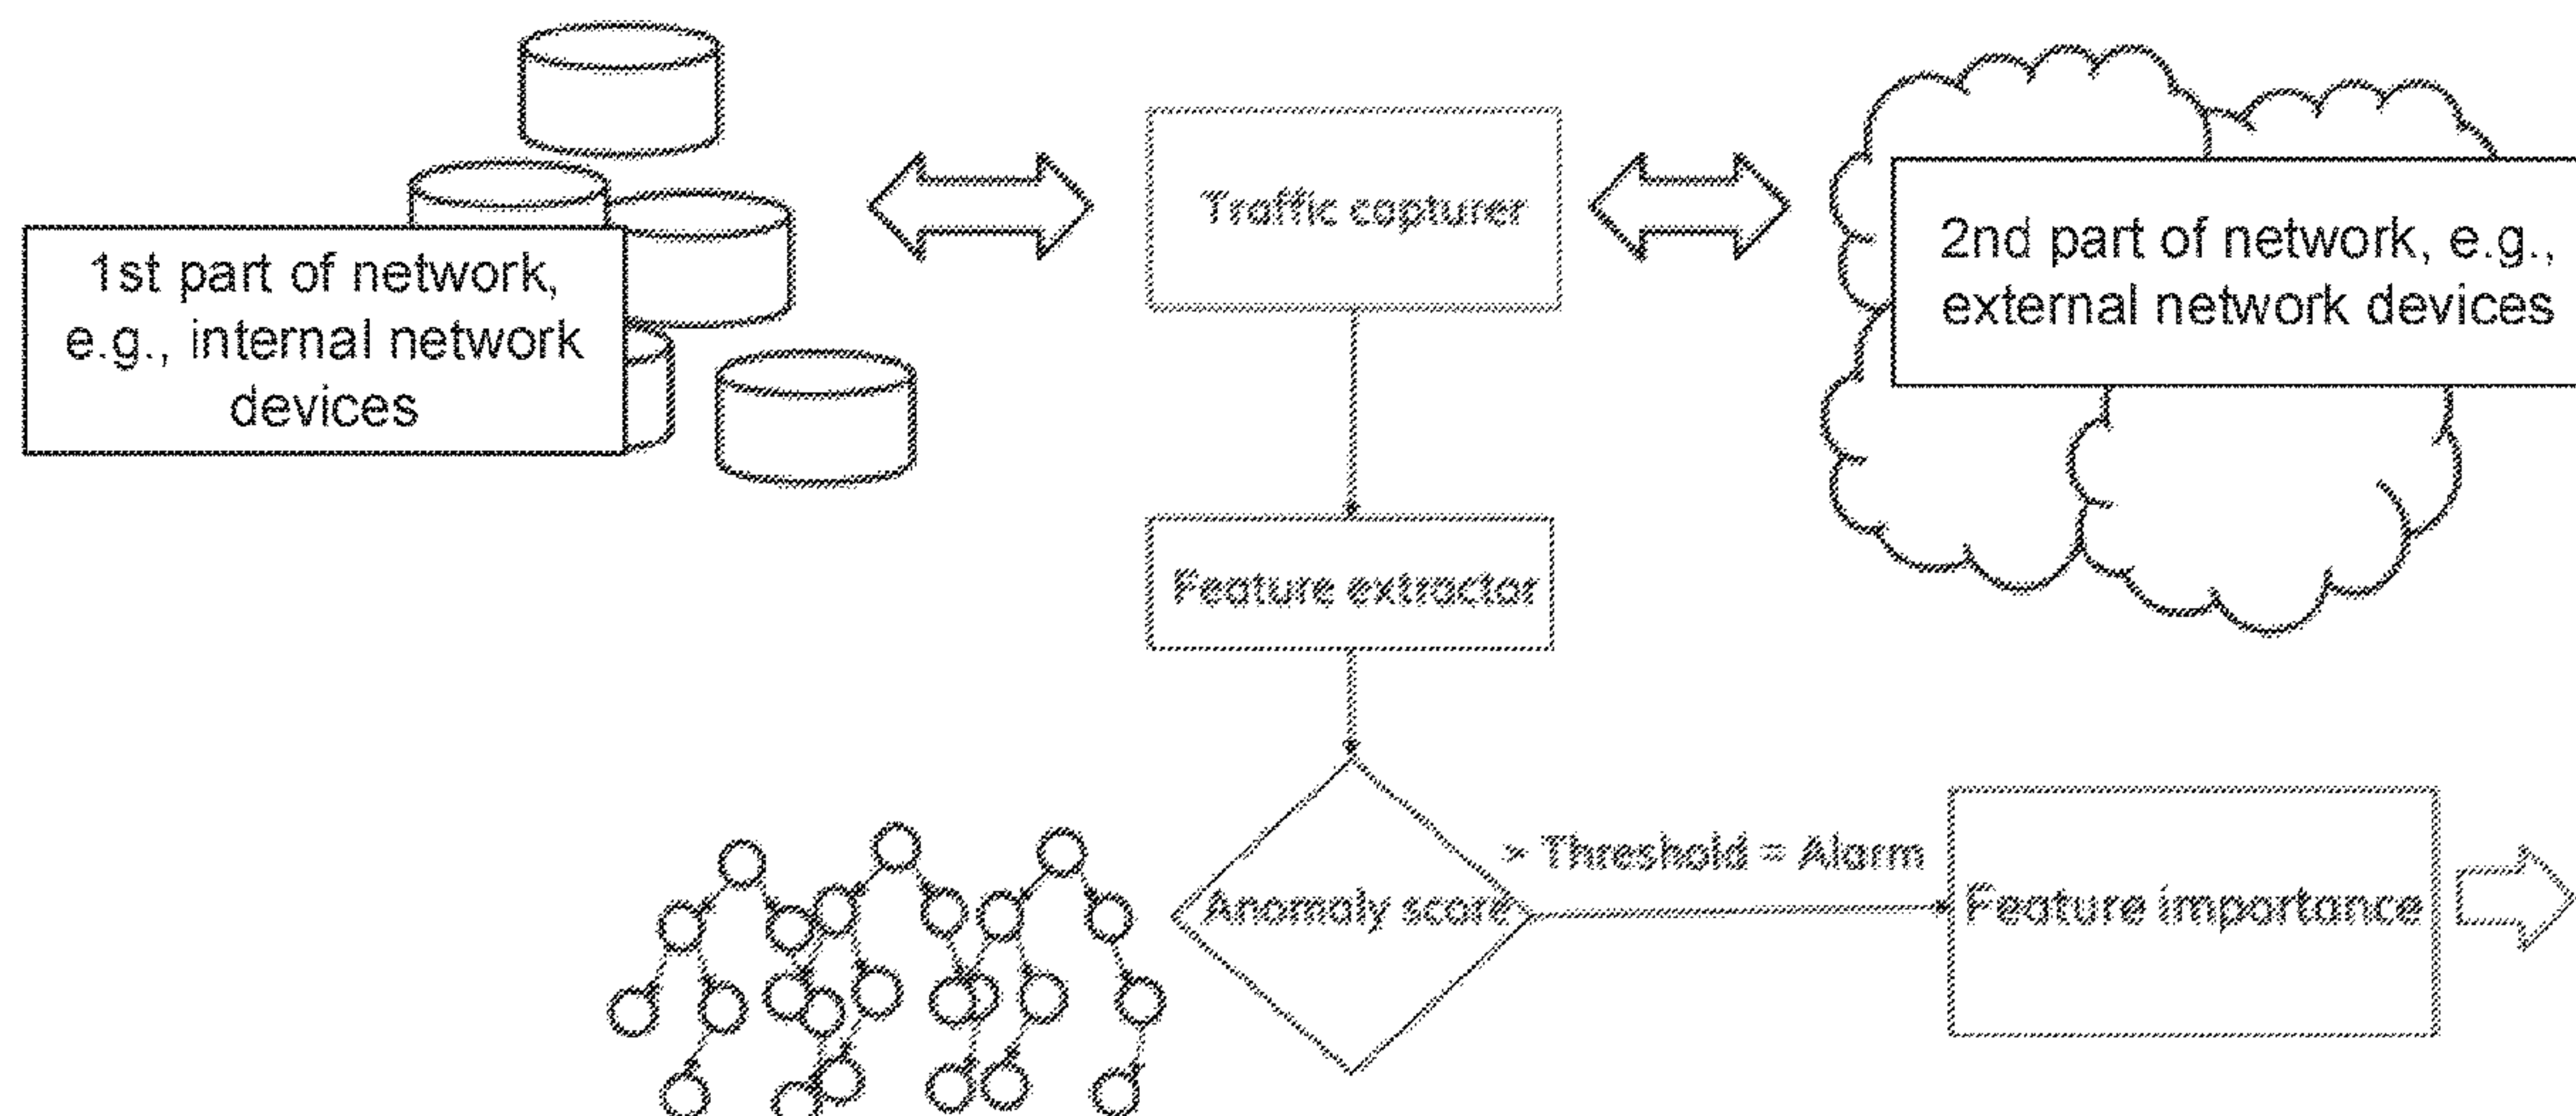 1st part of network,
e.g., internal network
devices
Traffic capturer
2nd part of network, e.g.,
external network devices
Feature extractor
Anomaly score
> Threshold = Alarm
Feature importance